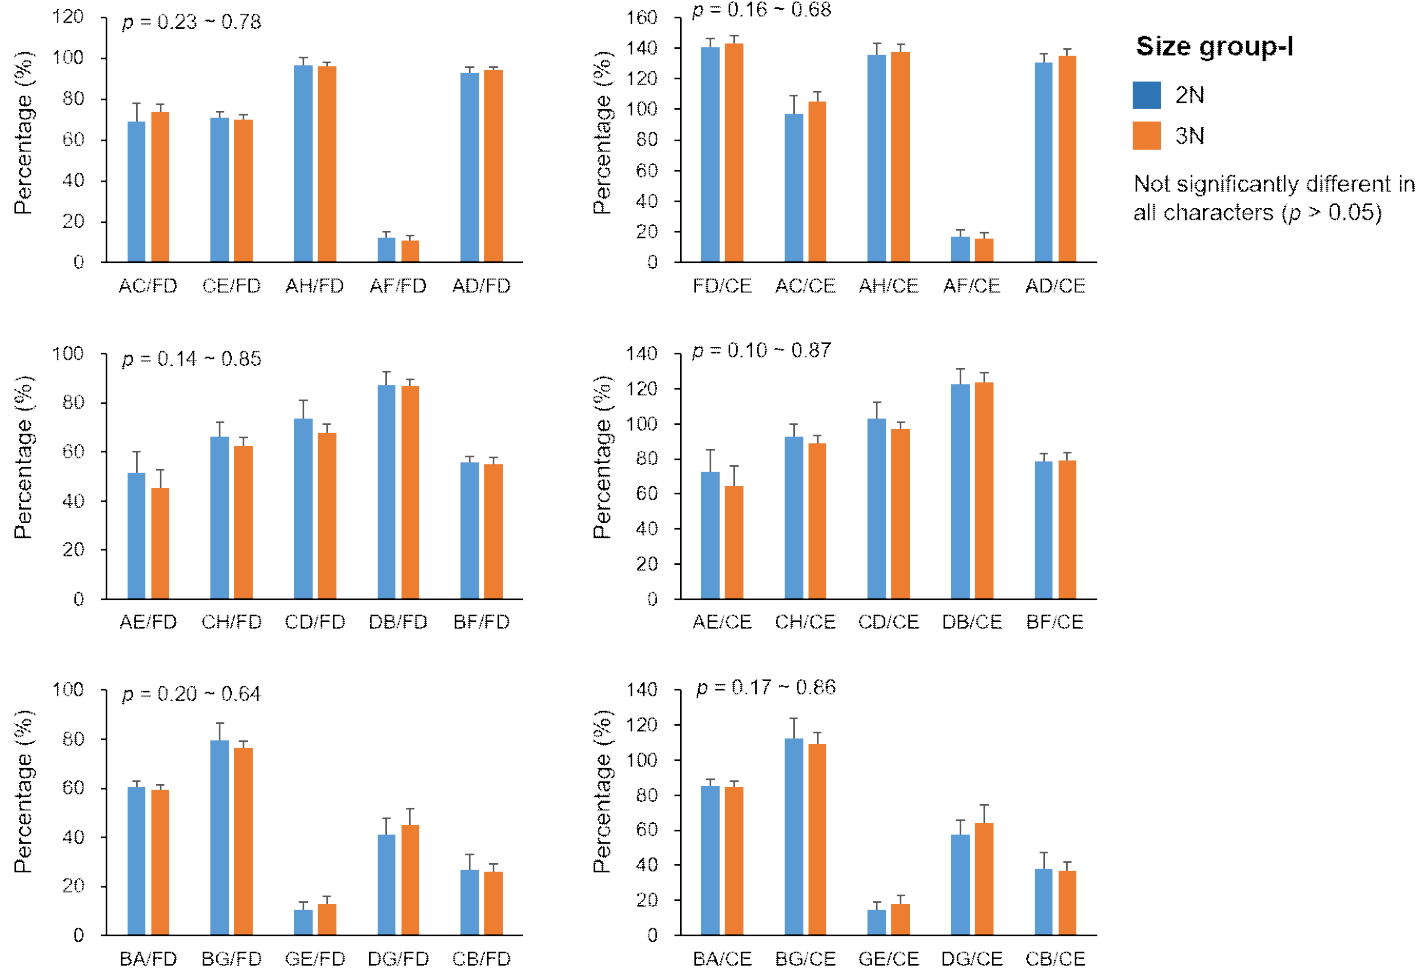 p = 0.23 ~ 0.78
Percentage (%)
120
100
80
60
40
20
0
AC/FD CE/FD AH/FD AF/FD AD/FD
p = 0.16 ~ 0.68
Percentage (%)
160
140
120
100
80
60
40
20
0
FD/CE AC/CE AH/CE AF/CE AD/CE
Size group-I
2N
3N
Not significantly different in
all characters (p > 0.05)
p = 0.14 ~ 0.85
Percentage (%)
100
80
60
40
20
0
AE/FD CH/FD CD/FD DB/FD BF/FD
p = 0.10 ~ 0.87
Percentage (%)
140
120
100
80
60
40
20
0
AE/CE CH/CE CD/CE DB/CE BF/CE
p = 0.20 ~ 0.64
Percentage (%)
100
80
60
40
20
0
BA/FD BG/FD GE/FD DG/FD CB/FD
p = 0.17 ~ 0.86
Percentage (%)
140
120
100
80
60
40
20
0
BA/CE BG/CE GE/CE DG/CE CB/CE